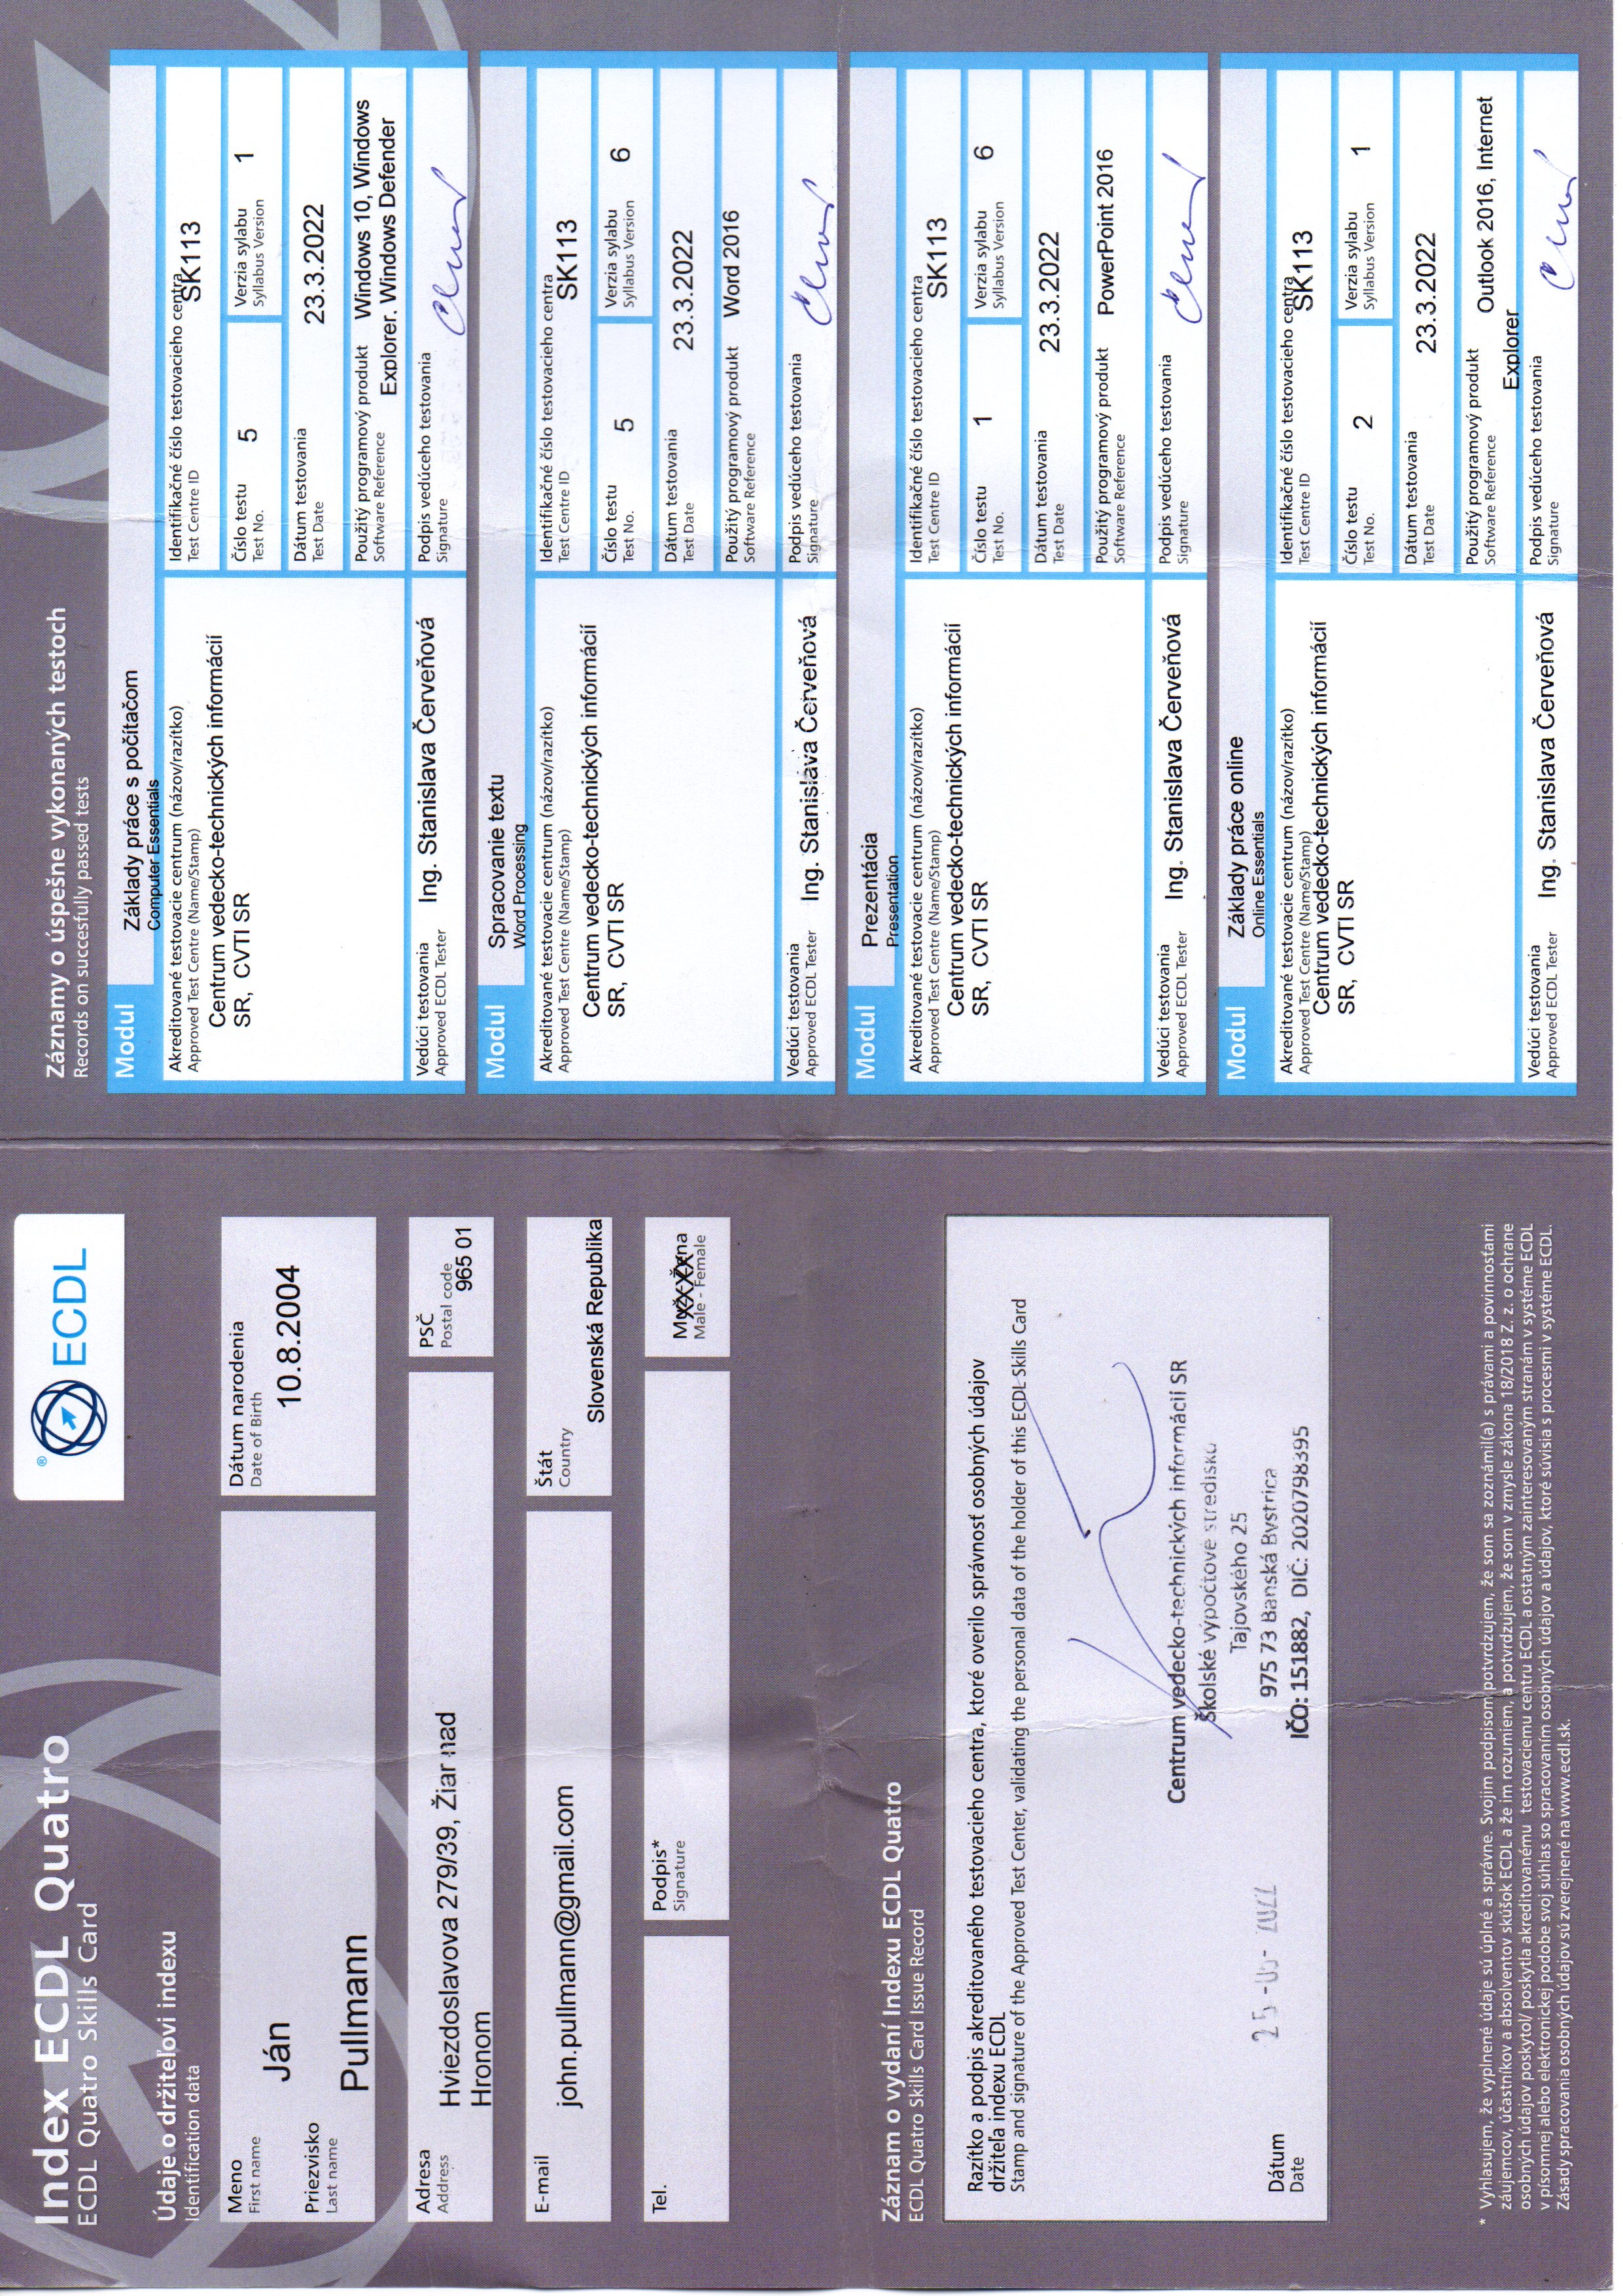 Index ECDL Quatro
ECDL Quatro Skills Card
® ECDL
Údaje o držiteľovi indexu
Identification data
Meno
First name
Ján
Priezvisko
Last name
Pullmann
Dátum narodenia
Date of Birth
10.8.2004
Adresa
Address
Hviezdoslavova 279/39, Žiar nad
Hronom
PSČ
Postal code
965 01
E-mail
john.pullmann@gmail.com
Štát
Country
Slovenská Republika
Tel.
Podpis*
Signature
Muž - Žena
XXXX
Male - Female
Záznam o vydaní Indexu ECDL Quatro
ECDL Quatro Skills Card Issue Record
Razítko a podpis akreditovaného testovacieho centra, ktoré overilo správnosť osobných údajov
držiteľa indexu ECDL
Stamp and signature of the Approved Test Center, validating the personal data of the holder of this ECDL Skills Card
Centrum vedecko-technických informácií SR
Školské výpočtové stredisko
Tajovského 25
975 73 Banská Bystrica
IČO: 151882, DIČ: 2020798395
Dátum
Date
25 -05- 2022
* Vyhlasujem, že vyplnené údaje sú úplné a správne. Svojim podpisom potvrdzujem, že som sa zoznámil(a) s právami a povinnosťami
záujemcov, účastníkov a absolventov skúšok ECDL a že im rozumiem, a potvrdzujem, že som v zmysle zákona 18/2018 Z. z. o ochrane
osobných údajov poskytol/ poskytla akreditovanému testovaciemu centru ECDL a ostatným zainteresovaným stranám v systéme ECDL
v písomnej alebo elektronickej podobe svoj súhlas so spracovaním osobných údajov a údajov, ktoré súvisia s procesmi v systéme ECDL.
Zásady spracovania osobných údajov sú zverejnené na www.ecdl.sk.
Záznamy o úspešne vykonaných testoch
Records on succesfully passed tests
Modul
Základy práce s počítačom
Computer Essentials
Akreditované testovacie centrum (názov/razítko)
Approved Test Centre (Name/Stamp)
Centrum vedecko-technických informácií
SR, CVTI SR
Identifikačné číslo testovacieho centra
Test Centre ID
SK113
Číslo testu
Test No.
5
Verzia sylabu
Syllabus Version
1
Dátum testovania
Test Date
23.3.2022
Použitý programový produkt
Software Reference
Windows 10, Windows
Explorer, Windows Defender
Vedúci testovania
Approved ECDL Tester
Ing. Stanislava Červeňová
Podpis vedúceho testovania
Signature
Modul
Spracovanie textu
Word Processing
Akreditované testovacie centrum (názov/razítko)
Approved Test Centre (Name/Stamp)
Centrum vedecko-technických informácií
SR, CVTI SR
Identifikačné číslo testovacieho centra
Test Centre ID
SK113
Číslo testu
Test No.
5
Verzia sylabu
Syllabus Version
6
Dátum testovania
Test Date
23.3.2022
Použitý programový produkt
Software Reference
Word 2016
Vedúci testovania
Approved ECDL Tester
Ing. Stanislava Červeňová
Podpis vedúceho testovania
Signature
Modul
Prezentácia
Presentation
Akreditované testovacie centrum (názov/razítko)
Approved Test Centre (Name/Stamp)
Centrum vedecko-technických informácií
SR, CVTI SR
Identifikačné číslo testovacieho centra
Test Centre ID
SK113
Číslo testu
Test No.
1
Verzia sylabu
Syllabus Version
6
Dátum testovania
Test Date
23.3.2022
Použitý programový produkt
Software Reference
PowerPoint 2016
Vedúci testovania
Approved ECDL Tester
Ing. Stanislava Červeňová
Podpis vedúceho testovania
Signature
Modul
Základy práce online
Online Essentials
Akreditované testovacie centrum (názov/razítko)
Approved Test Centre (Name/Stamp)
Centrum vedecko-technických informácií
SR, CVTI SR
Identifikačné číslo testovacieho centra
Test Centre ID
SK113
Číslo testu
Test No.
2
Verzia sylabu
Syllabus Version
1
Dátum testovania
Test Date
23.3.2022
Použitý programový produkt
Software Reference
Outlook 2016, Internet
Explorer
Vedúci testovania
Approved ECDL Tester
Ing. Stanislava Červeňová
Podpis vedúceho testovania
Signature